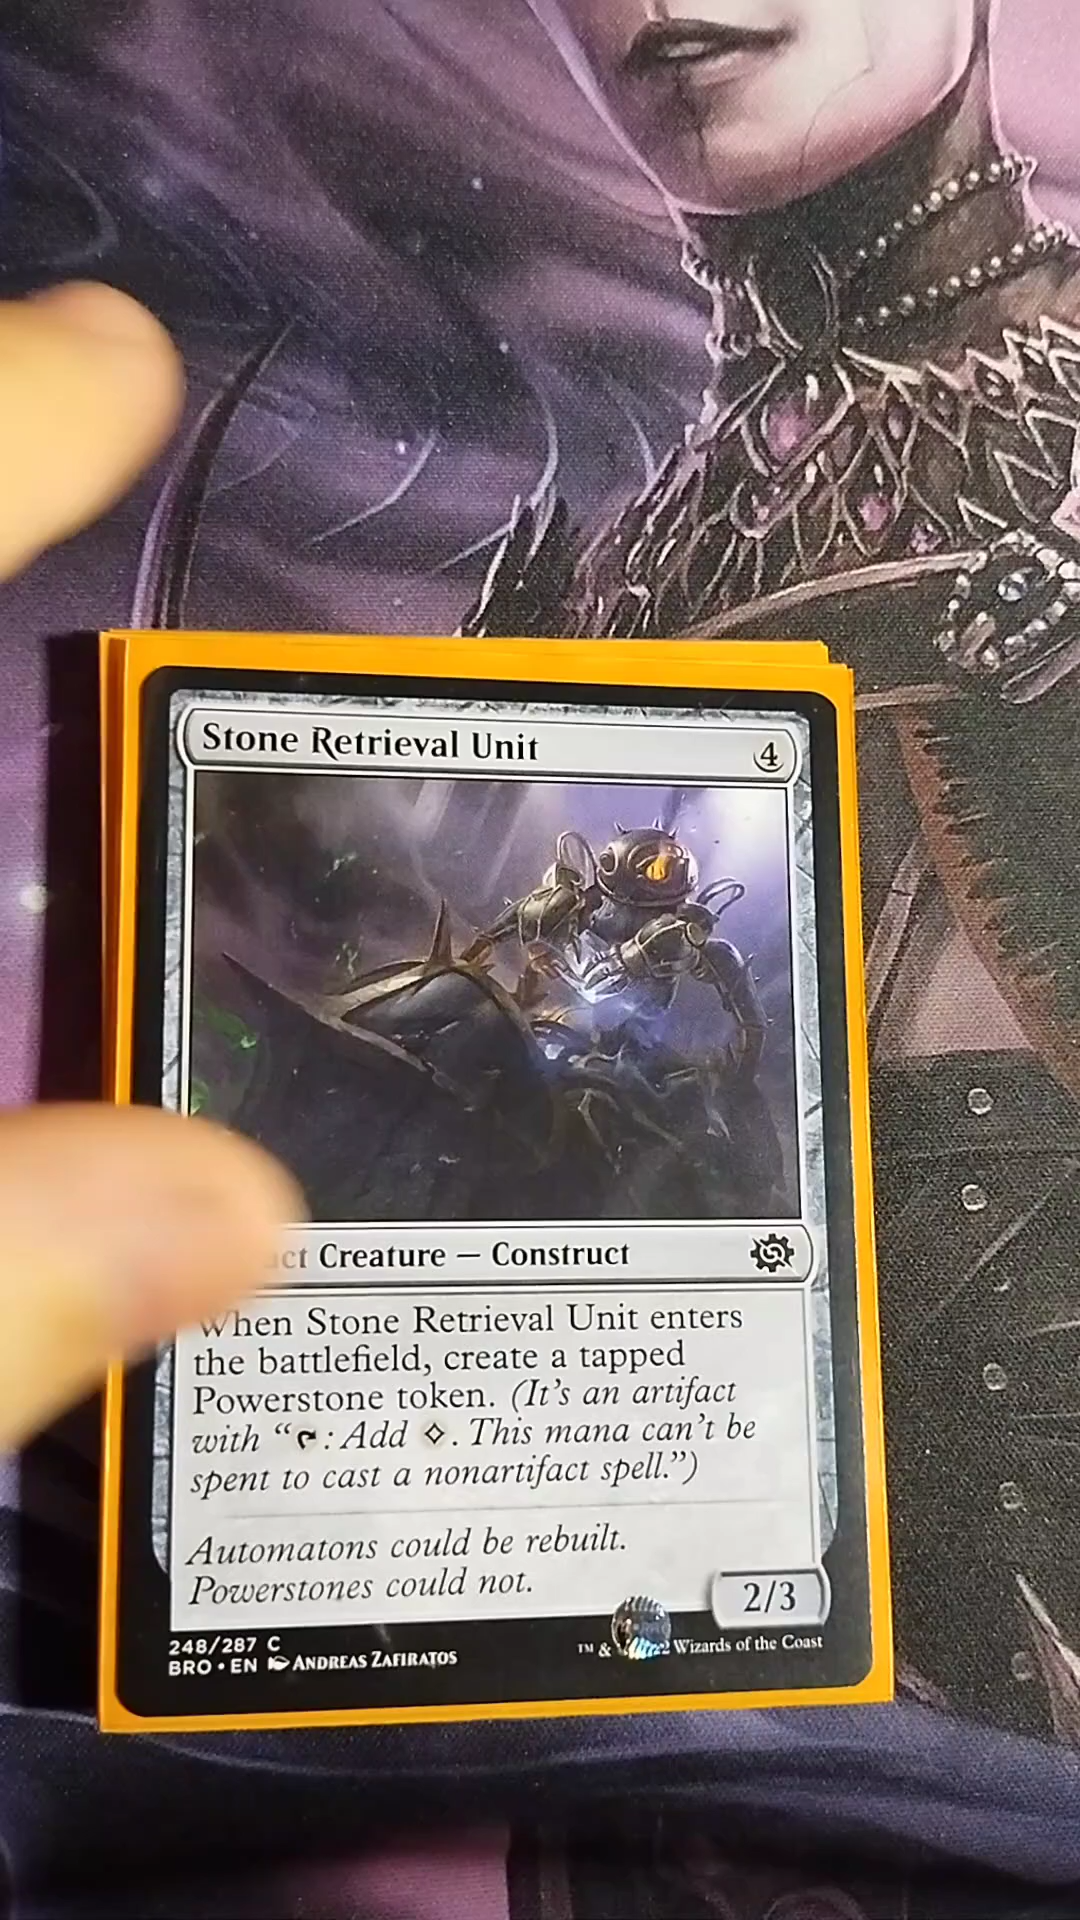 Stone Retrieval Unit 4
Creature — Construct
When Stone Retrieval Unit enters
the battlefield, create a tapped
Powerstone token. (It's an artifact
with “: Add . This mana can't be
spent to cast a nonartifact spell.”)
Automatons could be rebuilt.
Powerstones could not.
2/3
248/287 C
BRO • EN ANDREAS ZAFIRATOS
™ & Wizards of the Coast